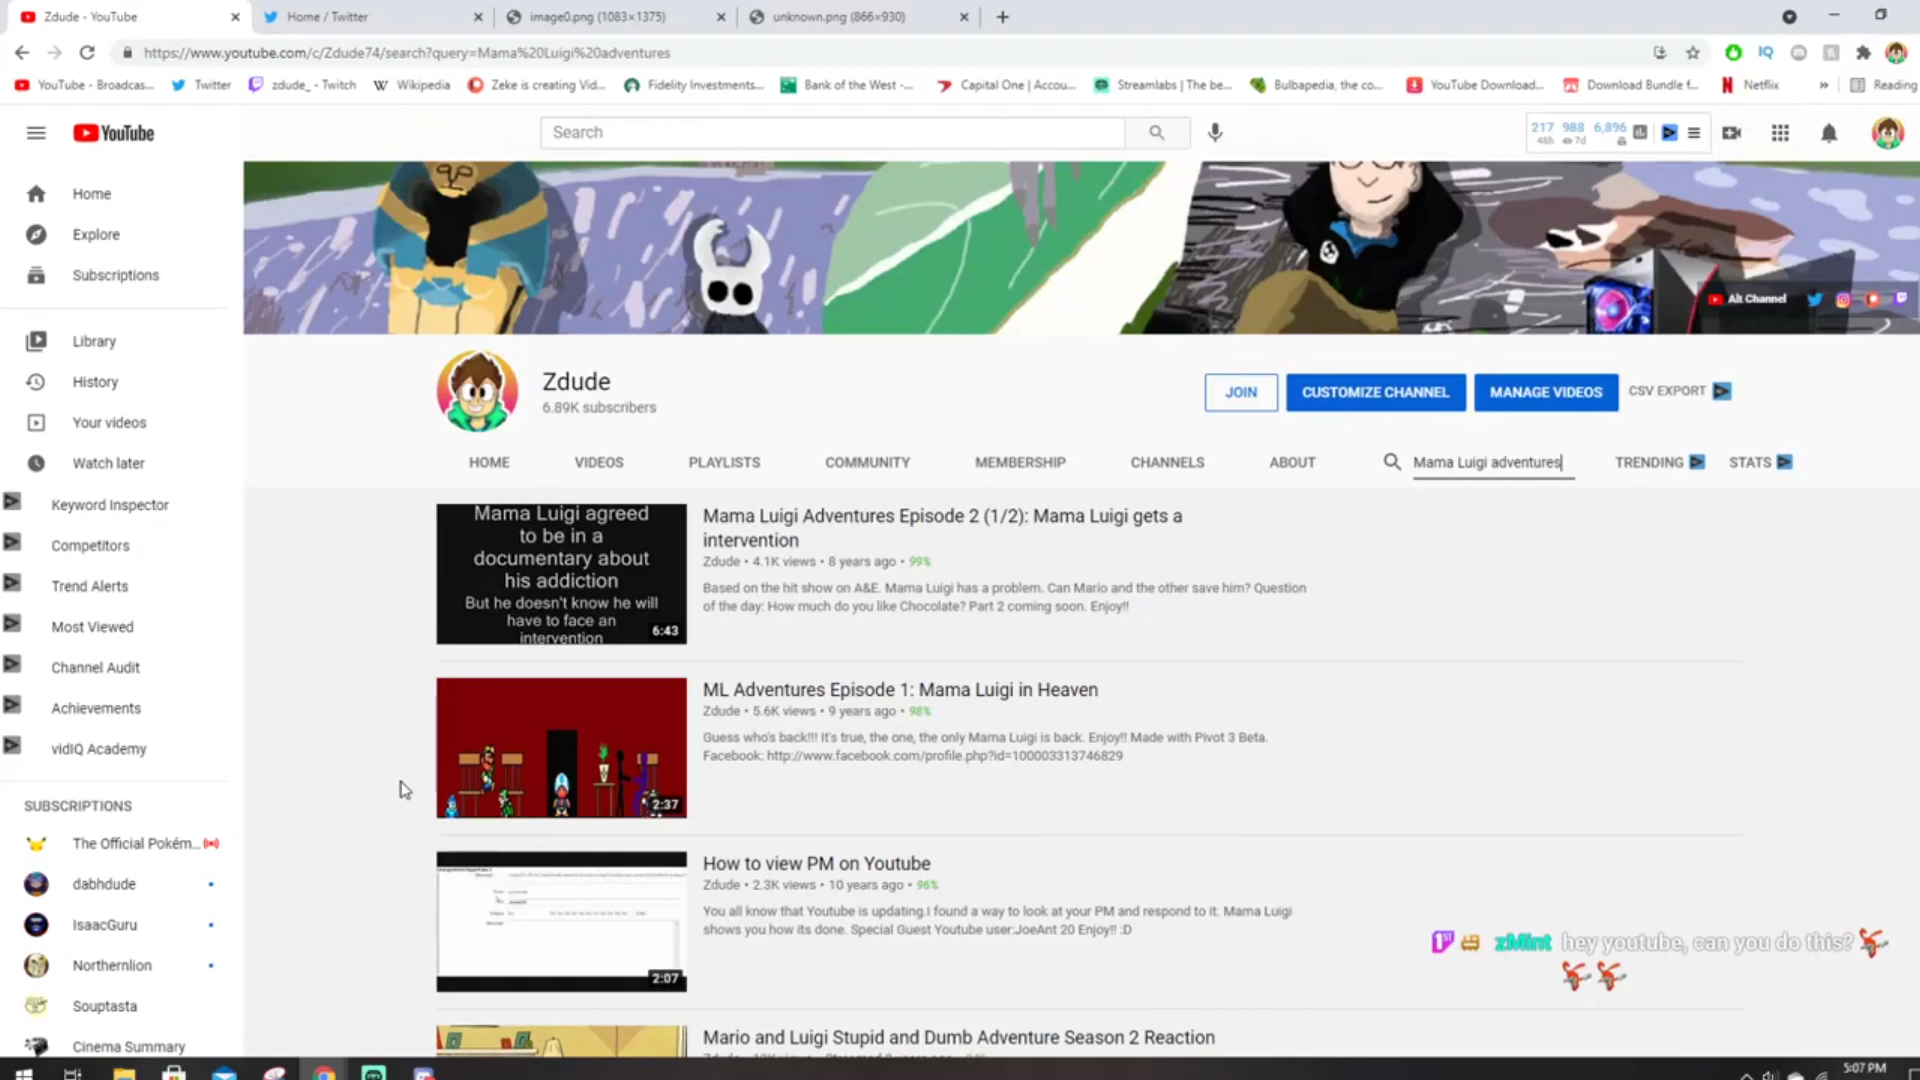 Zdude - YouTube
Home / Twitter
image0.png (1083×1375)
unknown.png (866×930)
https://www.youtube.com/c/Zdude74/search?query=Mama%20Luigi%20adventures
YouTube - Broadcas...
Twitter
zdude_ - Twitch
Wikipedia
Zeke is creating Vid...
Fidelity Investments...
Bank of the West -...
Capital One | Accou...
Streamlabs | The be...
Bulbapedia, the co...
YouTube Download...
Download Bundle f...
Netflix
»
Reading
YouTube
Search
217 988 6,896
48h 7d
Home
Explore
Subscriptions
Library
History
Your videos
Watch later
Keyword Inspector
Competitors
Trend Alerts
Most Viewed
Channel Audit
Achievements
vidIQ Academy
SUBSCRIPTIONS
The Official Pokém...
dabhdude
IsaacGuru
Northernlion
Souptasta
Cinema Summary
Alt Channel
Zdude
6.89K subscribers
JOIN
CUSTOMIZE CHANNEL
MANAGE VIDEOS
CSV EXPORT
HOME
VIDEOS
PLAYLISTS
COMMUNITY
MEMBERSHIP
CHANNELS
ABOUT
Mama Luigi adventures
TRENDING
STATS
Mama Luigi agreed
to be in a
documentary about
his addiction
But he doesn't know he will
have to face an
intervention
6:43
Mama Luigi Adventures Episode 2 (1/2): Mama Luigi gets a
intervention
Zdude • 4.1K views • 8 years ago • 99%
Based on the hit show on A&E. Mama Luigi has a problem. Can Mario and the other save him? Question
of the day: How much do you like Chocolate? Part 2 coming soon. Enjoy!!
2:37
ML Adventures Episode 1: Mama Luigi in Heaven
Zdude • 5.6K views • 9 years ago • 98%
Guess who's back!!! It's true, the one, the only Mama Luigi is back. Enjoy!! Made with Pivot 3 Beta.
Facebook: http://www.facebook.com/profile.php?id=100003313746829
2:07
How to view PM on Youtube
Zdude • 2.3K views • 10 years ago • 96%
You all know that Youtube is updating.I found a way to look at your PM and respond to it. Mama Luigi
shows you how its done. Special Guest Youtube user:JoeAnt 20 Enjoy!! :D
Mario and Luigi Stupid and Dumb Adventure Season 2 Reaction
1ST zMint hey youtube, can you do this?
5:07 PM